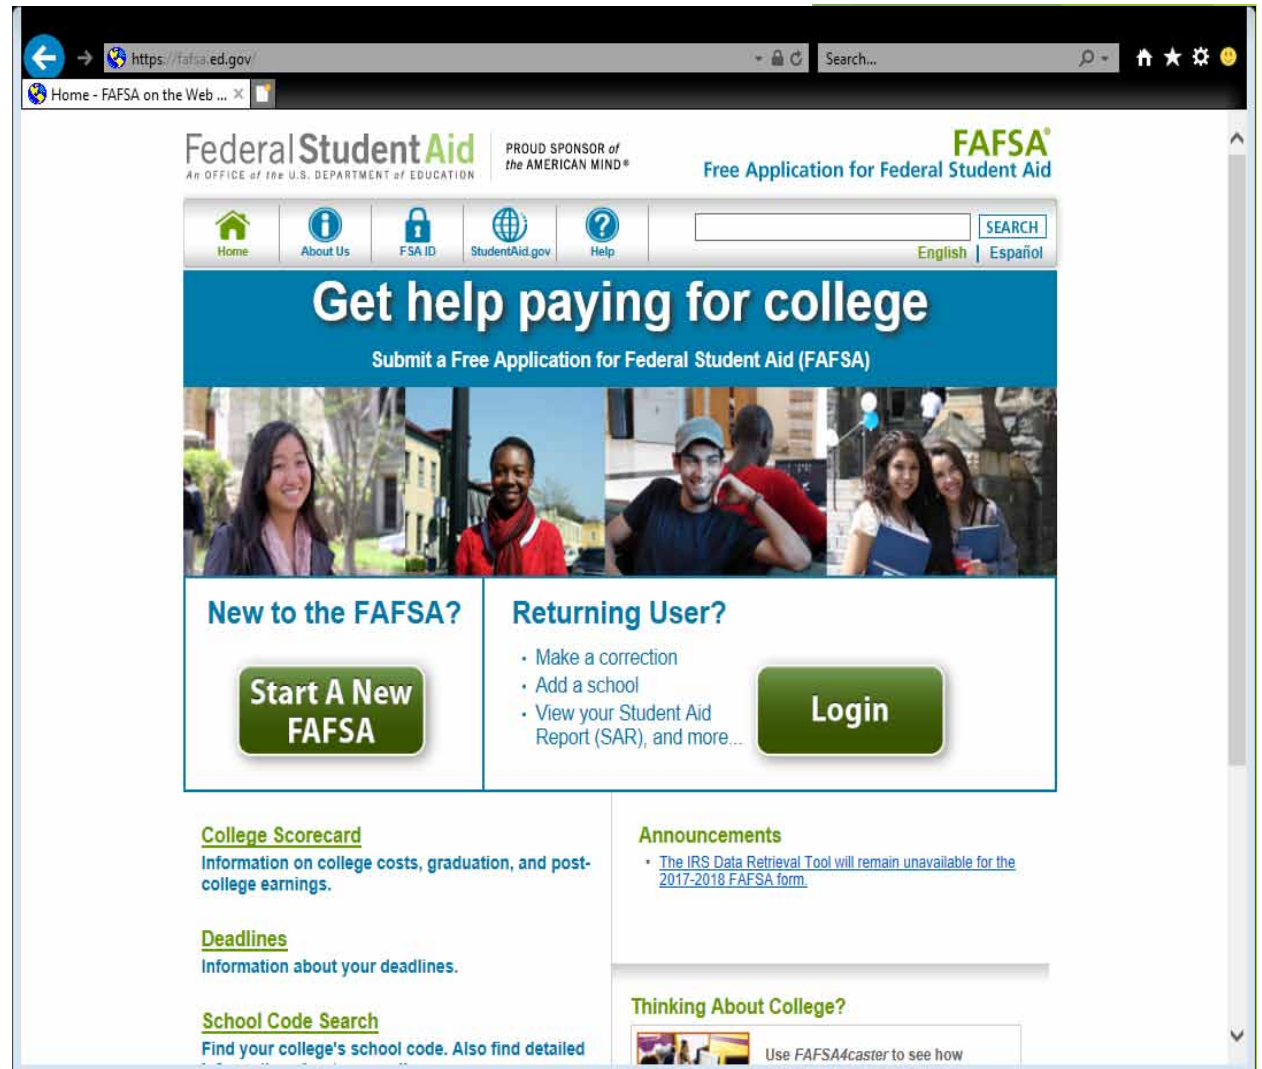 https://fafsa.ed.gov/
Search...
Home - FAFSA on the Web ...
Federal Student Aid
An OFFICE of the U.S. DEPARTMENT of EDUCATION
PROUD SPONSOR of
the AMERICAN MIND®
FAFSA®
Free Application for Federal Student Aid
Home
About Us
FSA ID
StudentAid.gov
Help
SEARCH
English | Español
Get help paying for college
Submit a Free Application for Federal Student Aid (FAFSA)
New to the FAFSA?
Start A New
FAFSA
Returning User?
• Make a correction
• Add a school
• View your Student Aid
Report (SAR), and more...
Login
College Scorecard
Information on college costs, graduation, and post-
college earnings.
Deadlines
Information about your deadlines.
School Code Search
Find your college's school code. Also find detailed
Announcements
• The IRS Data Retrieval Tool will remain unavailable for the
2017-2018 FAFSA form.
Thinking About College?
Use FAFSA4caster to see how